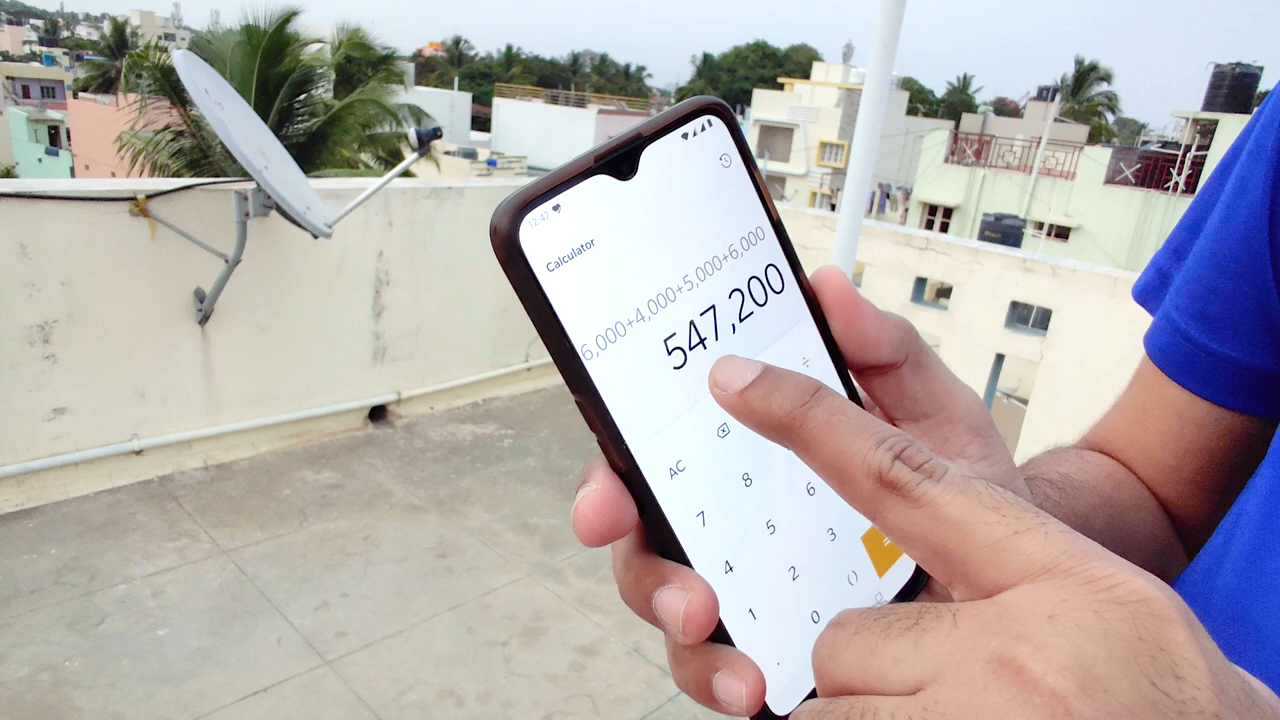 12:47
Calculator
6,000+4,000+5,000+6,000
547,200
÷
AC
7 8
4 5 6
1 2 3
. 0 ()
=